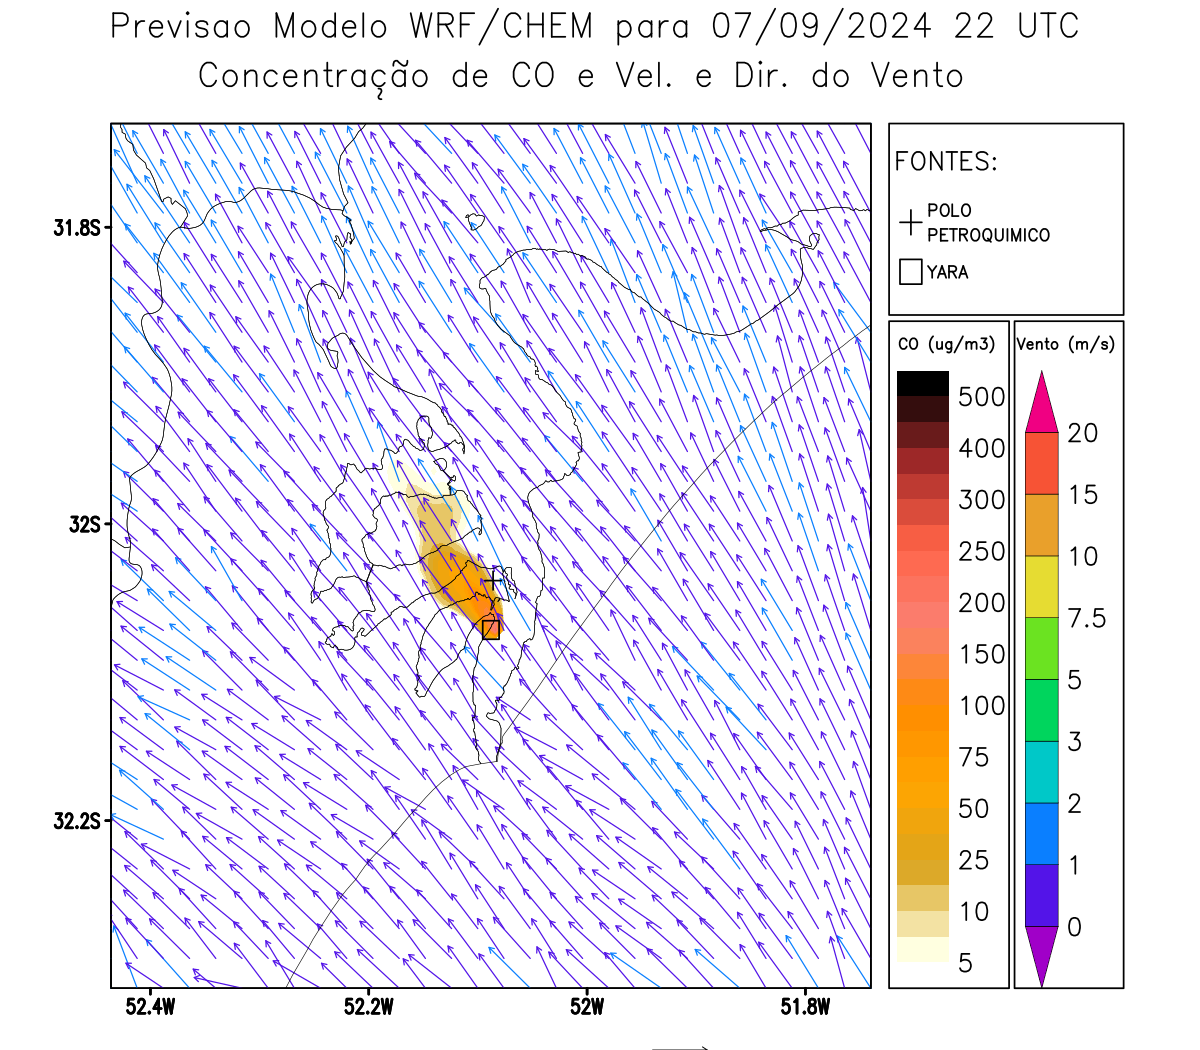 Previsao Modelo WRF/CHEM para 07/09/2024 22 UTC
Concentração de CO e Vel. e Dir. do Vento
FONTES:
POLO
PETROQUIMICO
YARA
CO (ug/m3)
500
400
300
250
200
150
100
75
50
25
10
5
Vento (m/s)
20
15
10
7.5
5
3
2
1
0
31.8S
32S
32.2S
52.4W
52.2W
52W
51.8W